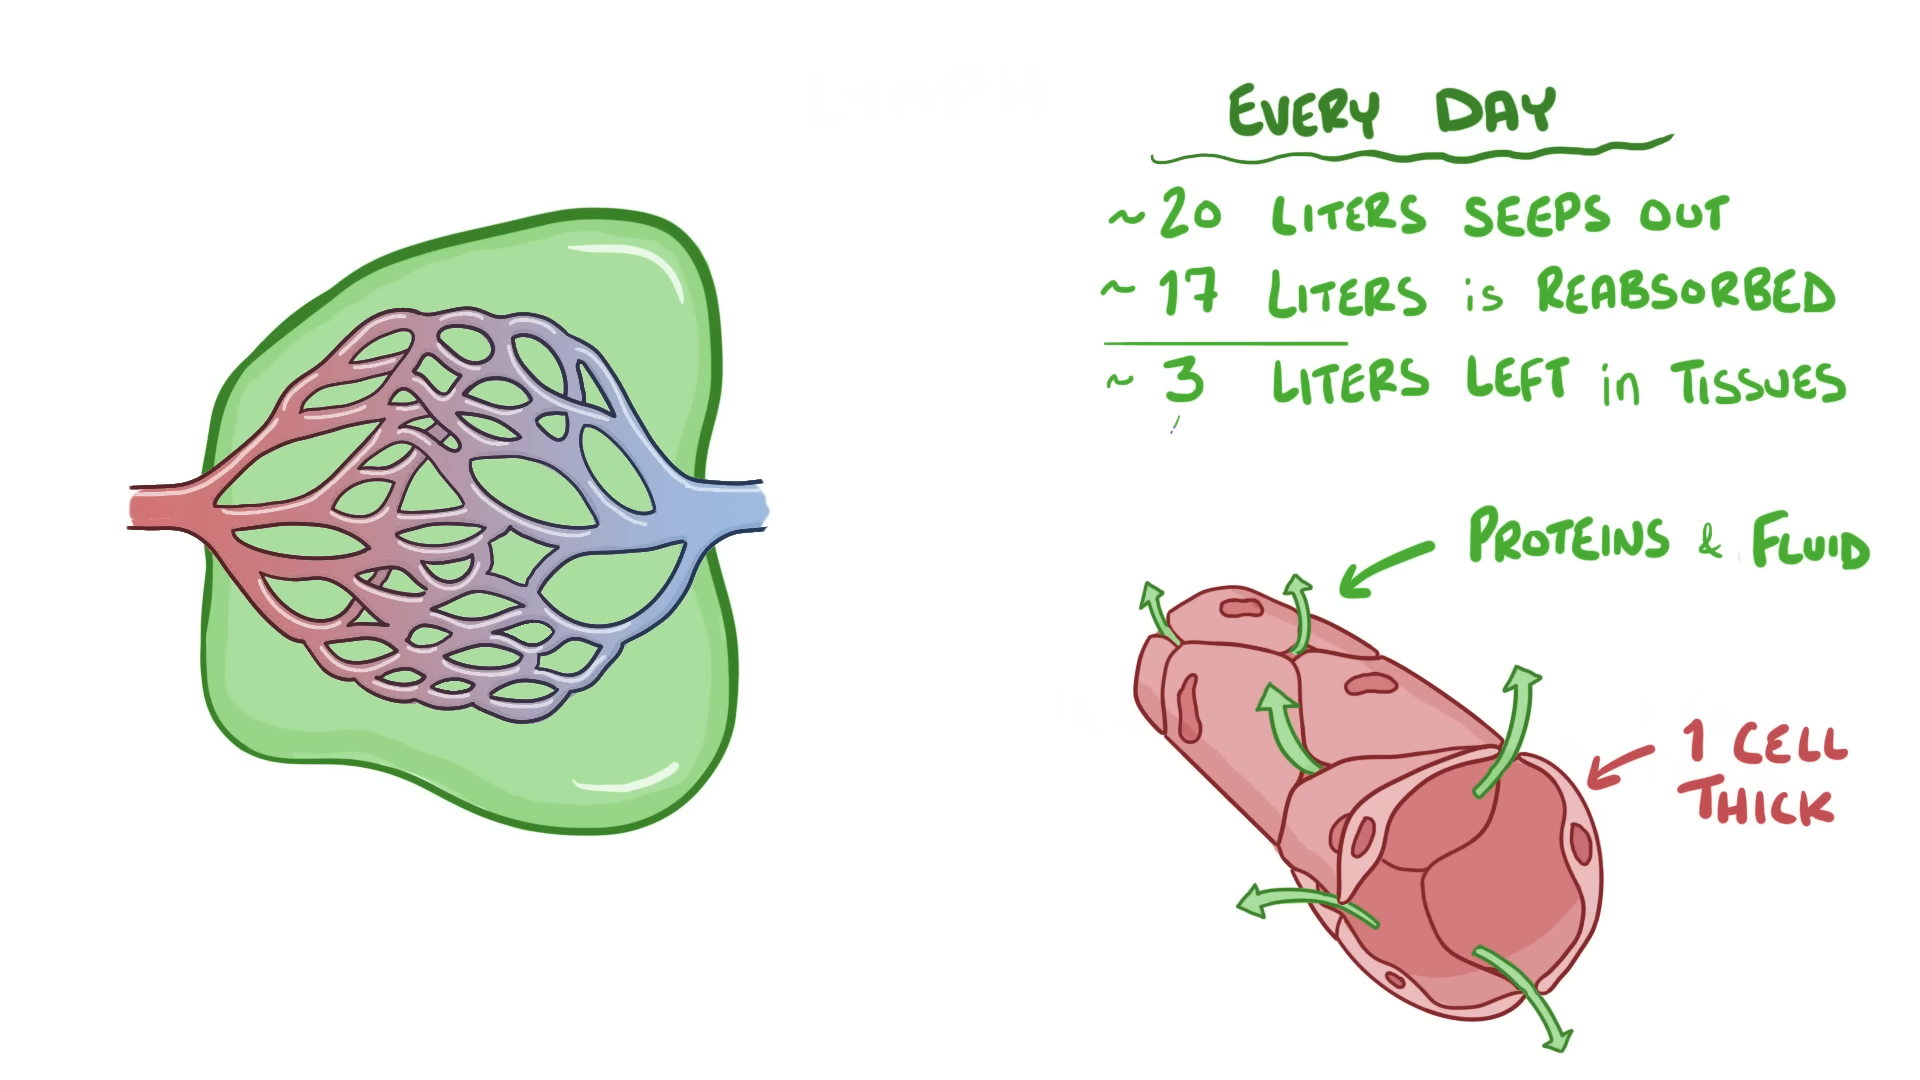 EVERY DAY
~ 20 LITERS SEEPS OUT
~ 17 LITERS is REABSORBED
~ 3 LITERS LEFT in TISSUES
PROTEINS & FLUID
1 CELL
THICK